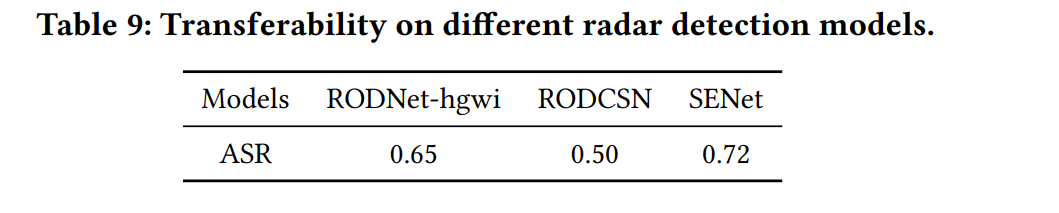 Table 9: Transferability on different radar detection models.
Models RODNet-hgwi RODCSN SENet
ASR 0.65 0.50 0.72